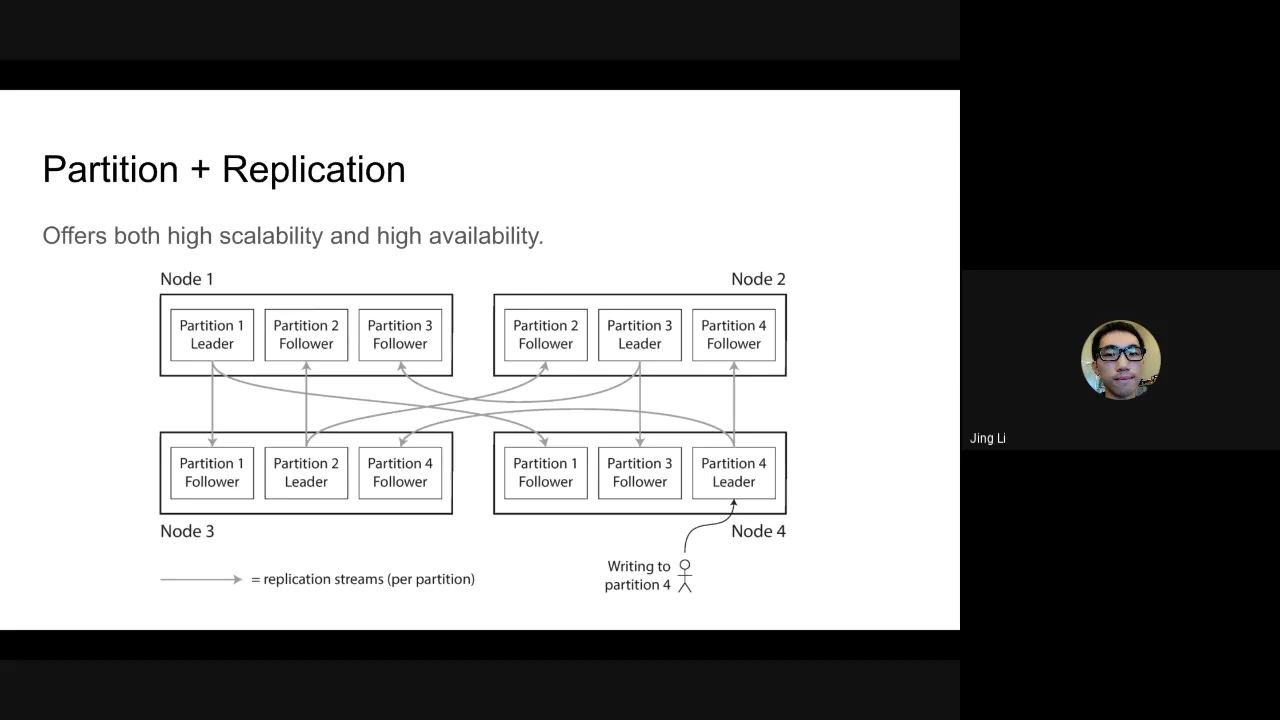 Partition + Replication
Offers both high scalability and high availability.
Node 1
Node 2
Partition 1
Leader
Partition 2
Follower
Partition 3
Follower
Partition 2
Follower
Partition 3
Leader
Partition 4
Follower
Partition 1
Follower
Partition 2
Leader
Partition 4
Follower
Partition 1
Follower
Partition 3
Follower
Partition 4
Leader
Node 3
Node 4
= replication streams (per partition)
Writing to
partition 4
Jing Li